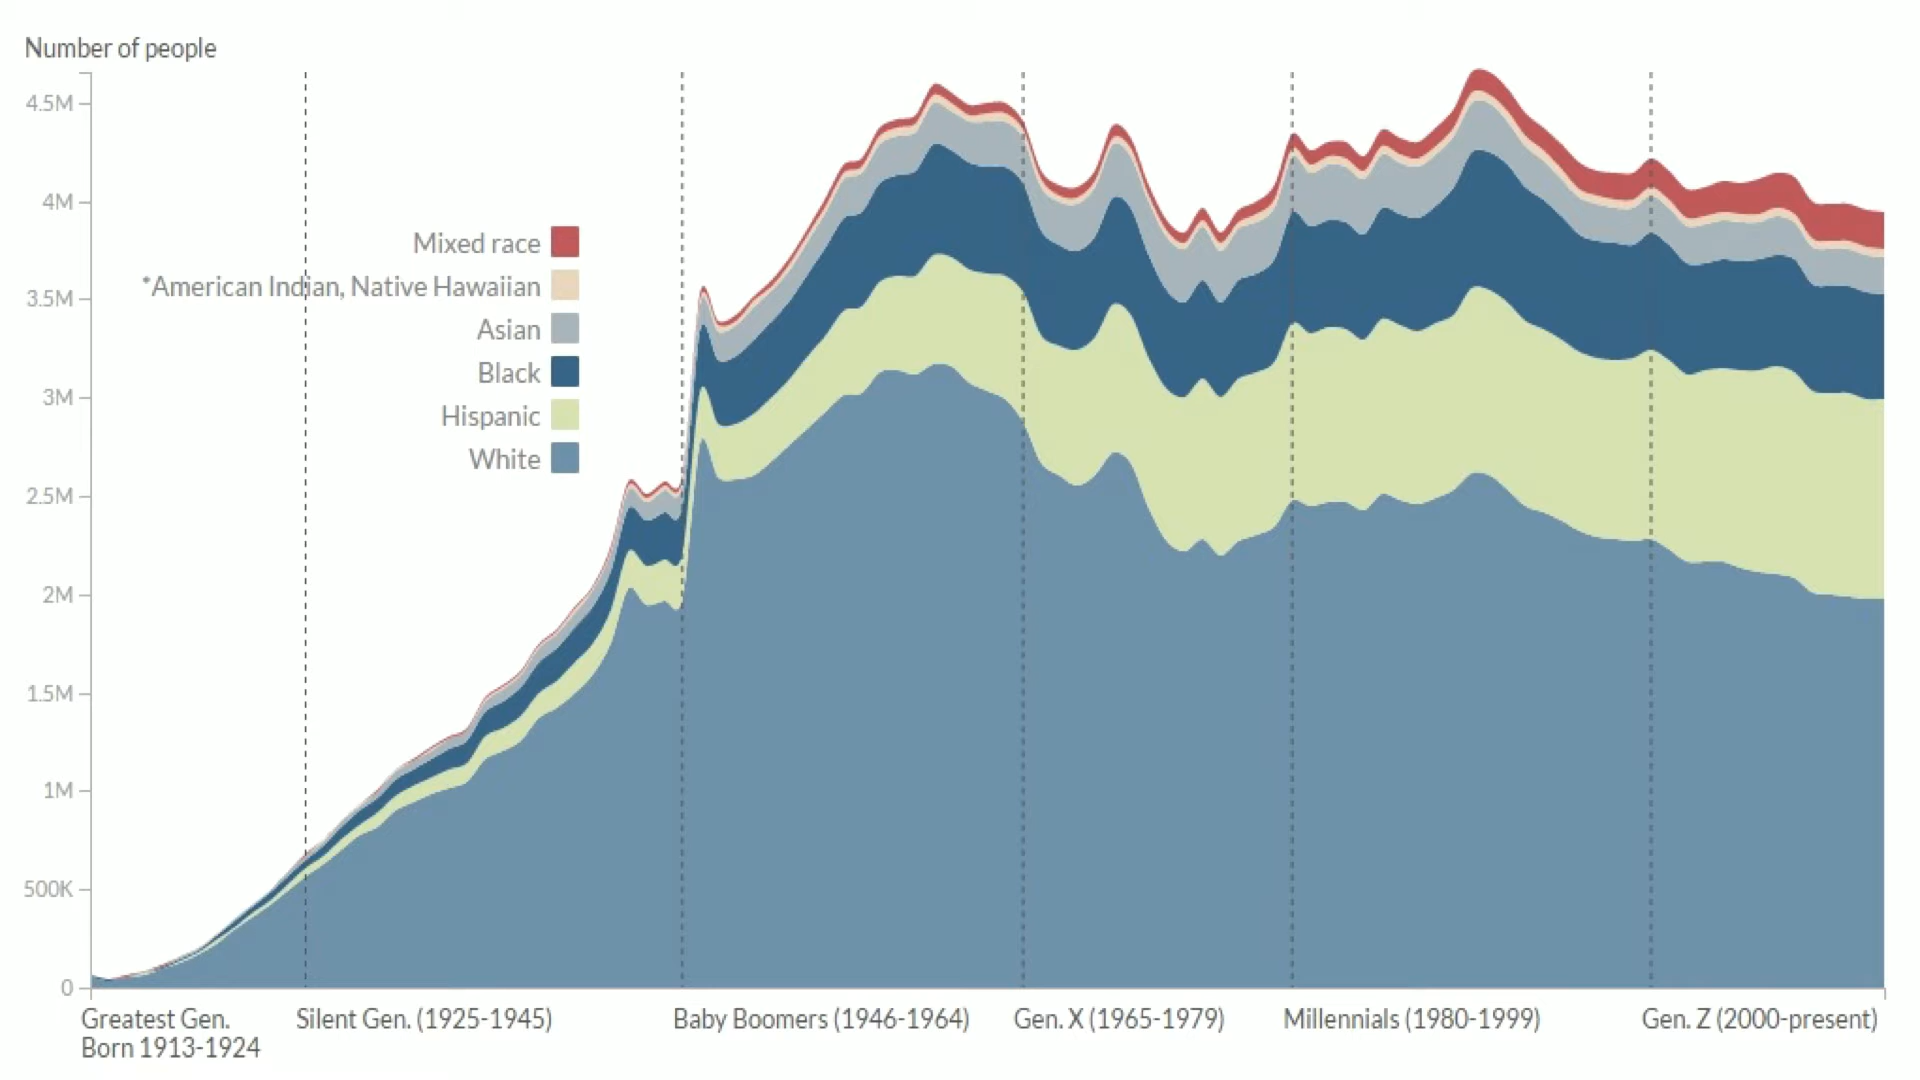 Number of people
4.5M
4M
3.5M
3M
2.5M
2M
1.5M
1M
500K
0
Mixed race
*American Indian, Native Hawaiian
Asian
Black
Hispanic
White
Greatest Gen.
Born 1913-1924
Silent Gen. (1925-1945)
Baby Boomers (1946-1964)
Gen. X (1965-1979)
Millennials (1980-1999)
Gen. Z (2000-present)